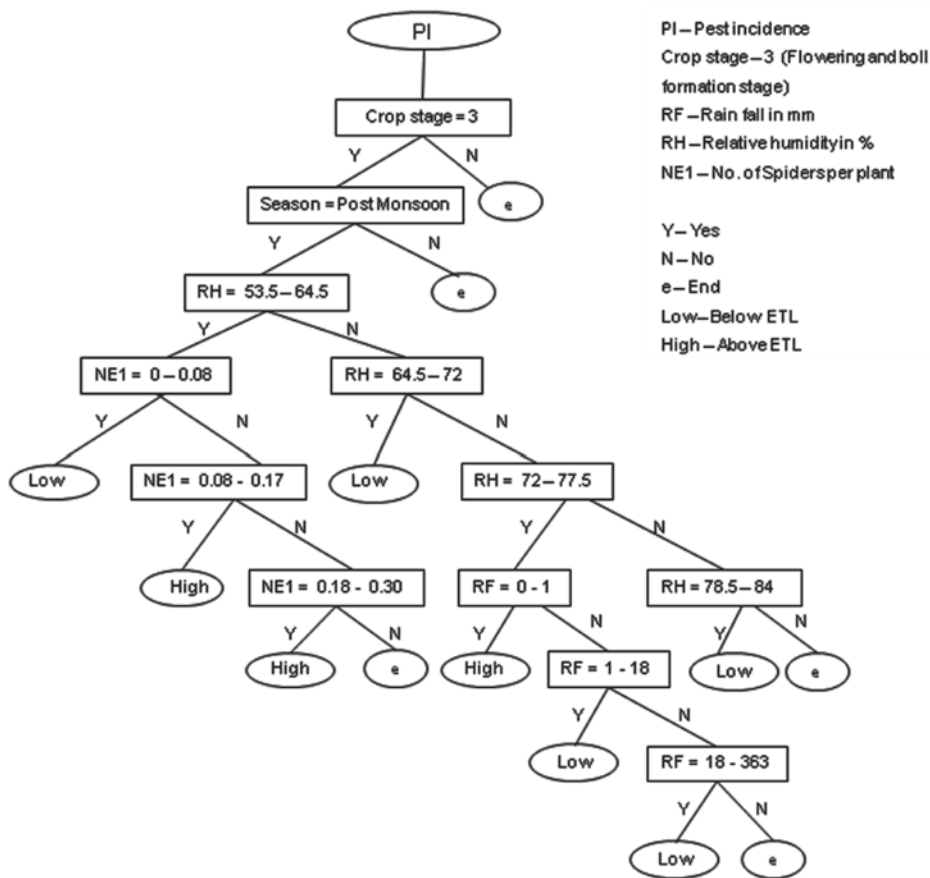 PI
Crop stage = 3
Y
N
Season = Post Monsoon
e
Y
N
RH = 53.5 – 64.5
e
Y
N
NE1 = 0 – 0.08
RH = 64.5 – 72
Y
N
Y
N
Low
NE1 = 0.08 - 0.17
Low
RH = 72 – 77.5
Y
N
Y
N
High
NE1 = 0.18 - 0.30
RF = 0 - 1
RH = 78.5 – 84
Y
N
Y
N
Y
N
High
e
High
RF = 1 - 18
Low
e
Y
N
Low
RF = 18 - 363
Y
N
Low
e
PI – Pest incidence
Crop stage – 3 (Flowering and boll
formation stage)
RF – Rain fall in mm
RH – Relative humidity in %
NE1 – No. of Spiders per plant
Y – Yes
N – No
e – End
Low – Below ETL
High – Above ETL